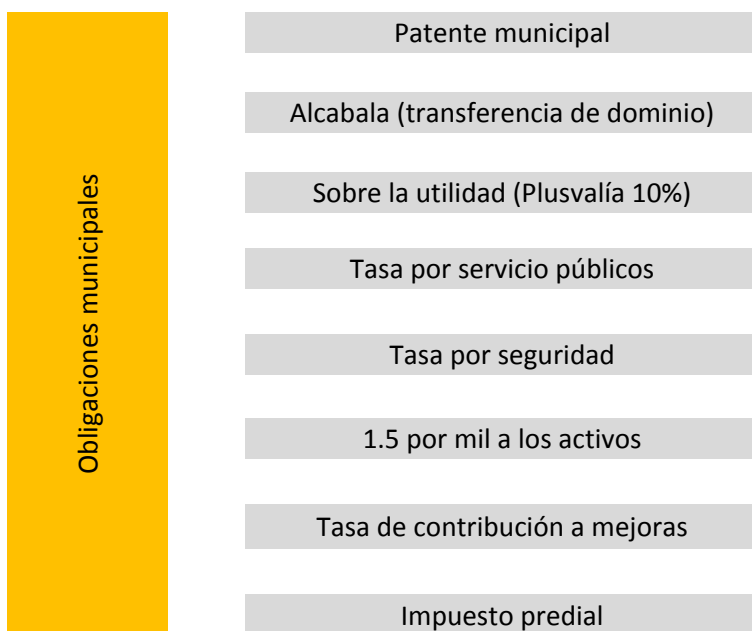 Obligaciones municipales
Patente municipal
Alcabala (transferencia de dominio)
Sobre la utilidad (Plusvalía 10%)
Tasa por servicio públicos
Tasa por seguridad
1.5 por mil a los activos
Tasa de contribución a mejoras
Impuesto predial